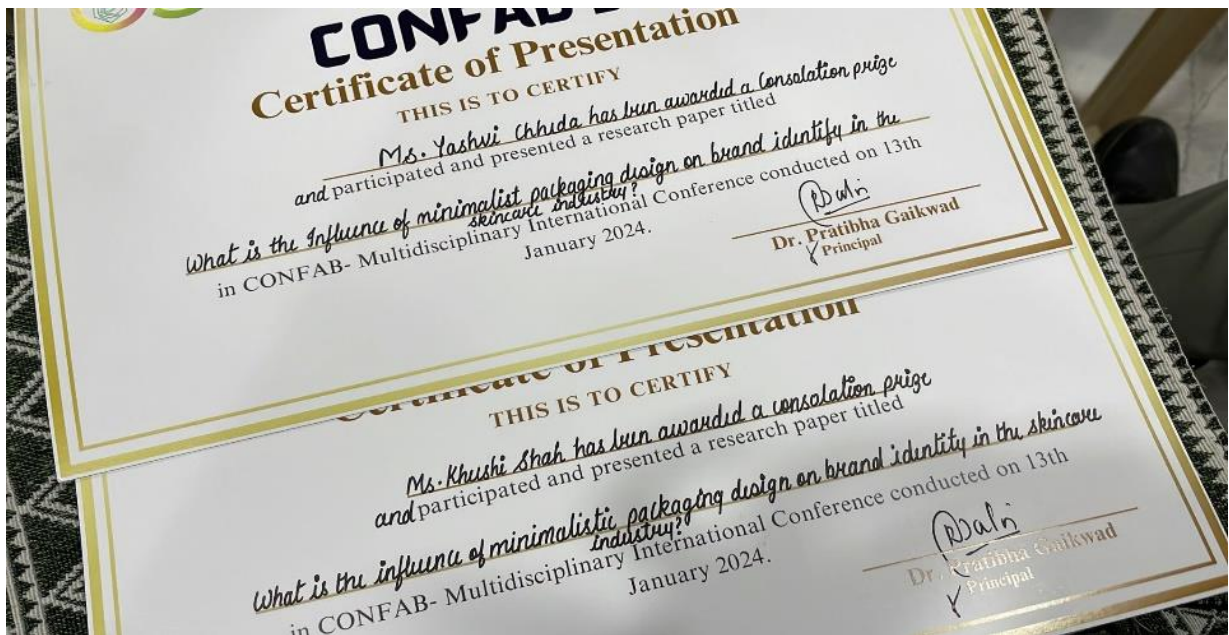 CONFAB
Certificate of Presentation
THIS IS TO CERTIFY
Ms. Yashvi Chheda has been awarded a Consolation prize
and participated and presented a research paper titled
What is the Influence of minimalist packaging design on brand identify in the
skincare industry?
in CONFAB- Multidisciplinary International Conference conducted on 13th
January 2024.
Dr. Pratibha Gaikwad
Principal
Certificate of Presentation
THIS IS TO CERTIFY
Ms. Khushi Shah has been awarded a consolation prize
and participated and presented a research paper titled
What is the influence of minimalistic packaging design on brand identity in the skincare
industry?
in CONFAB- Multidisciplinary International Conference conducted on 13th
January 2024.
Dr. Pratibha Gaikwad
Principal